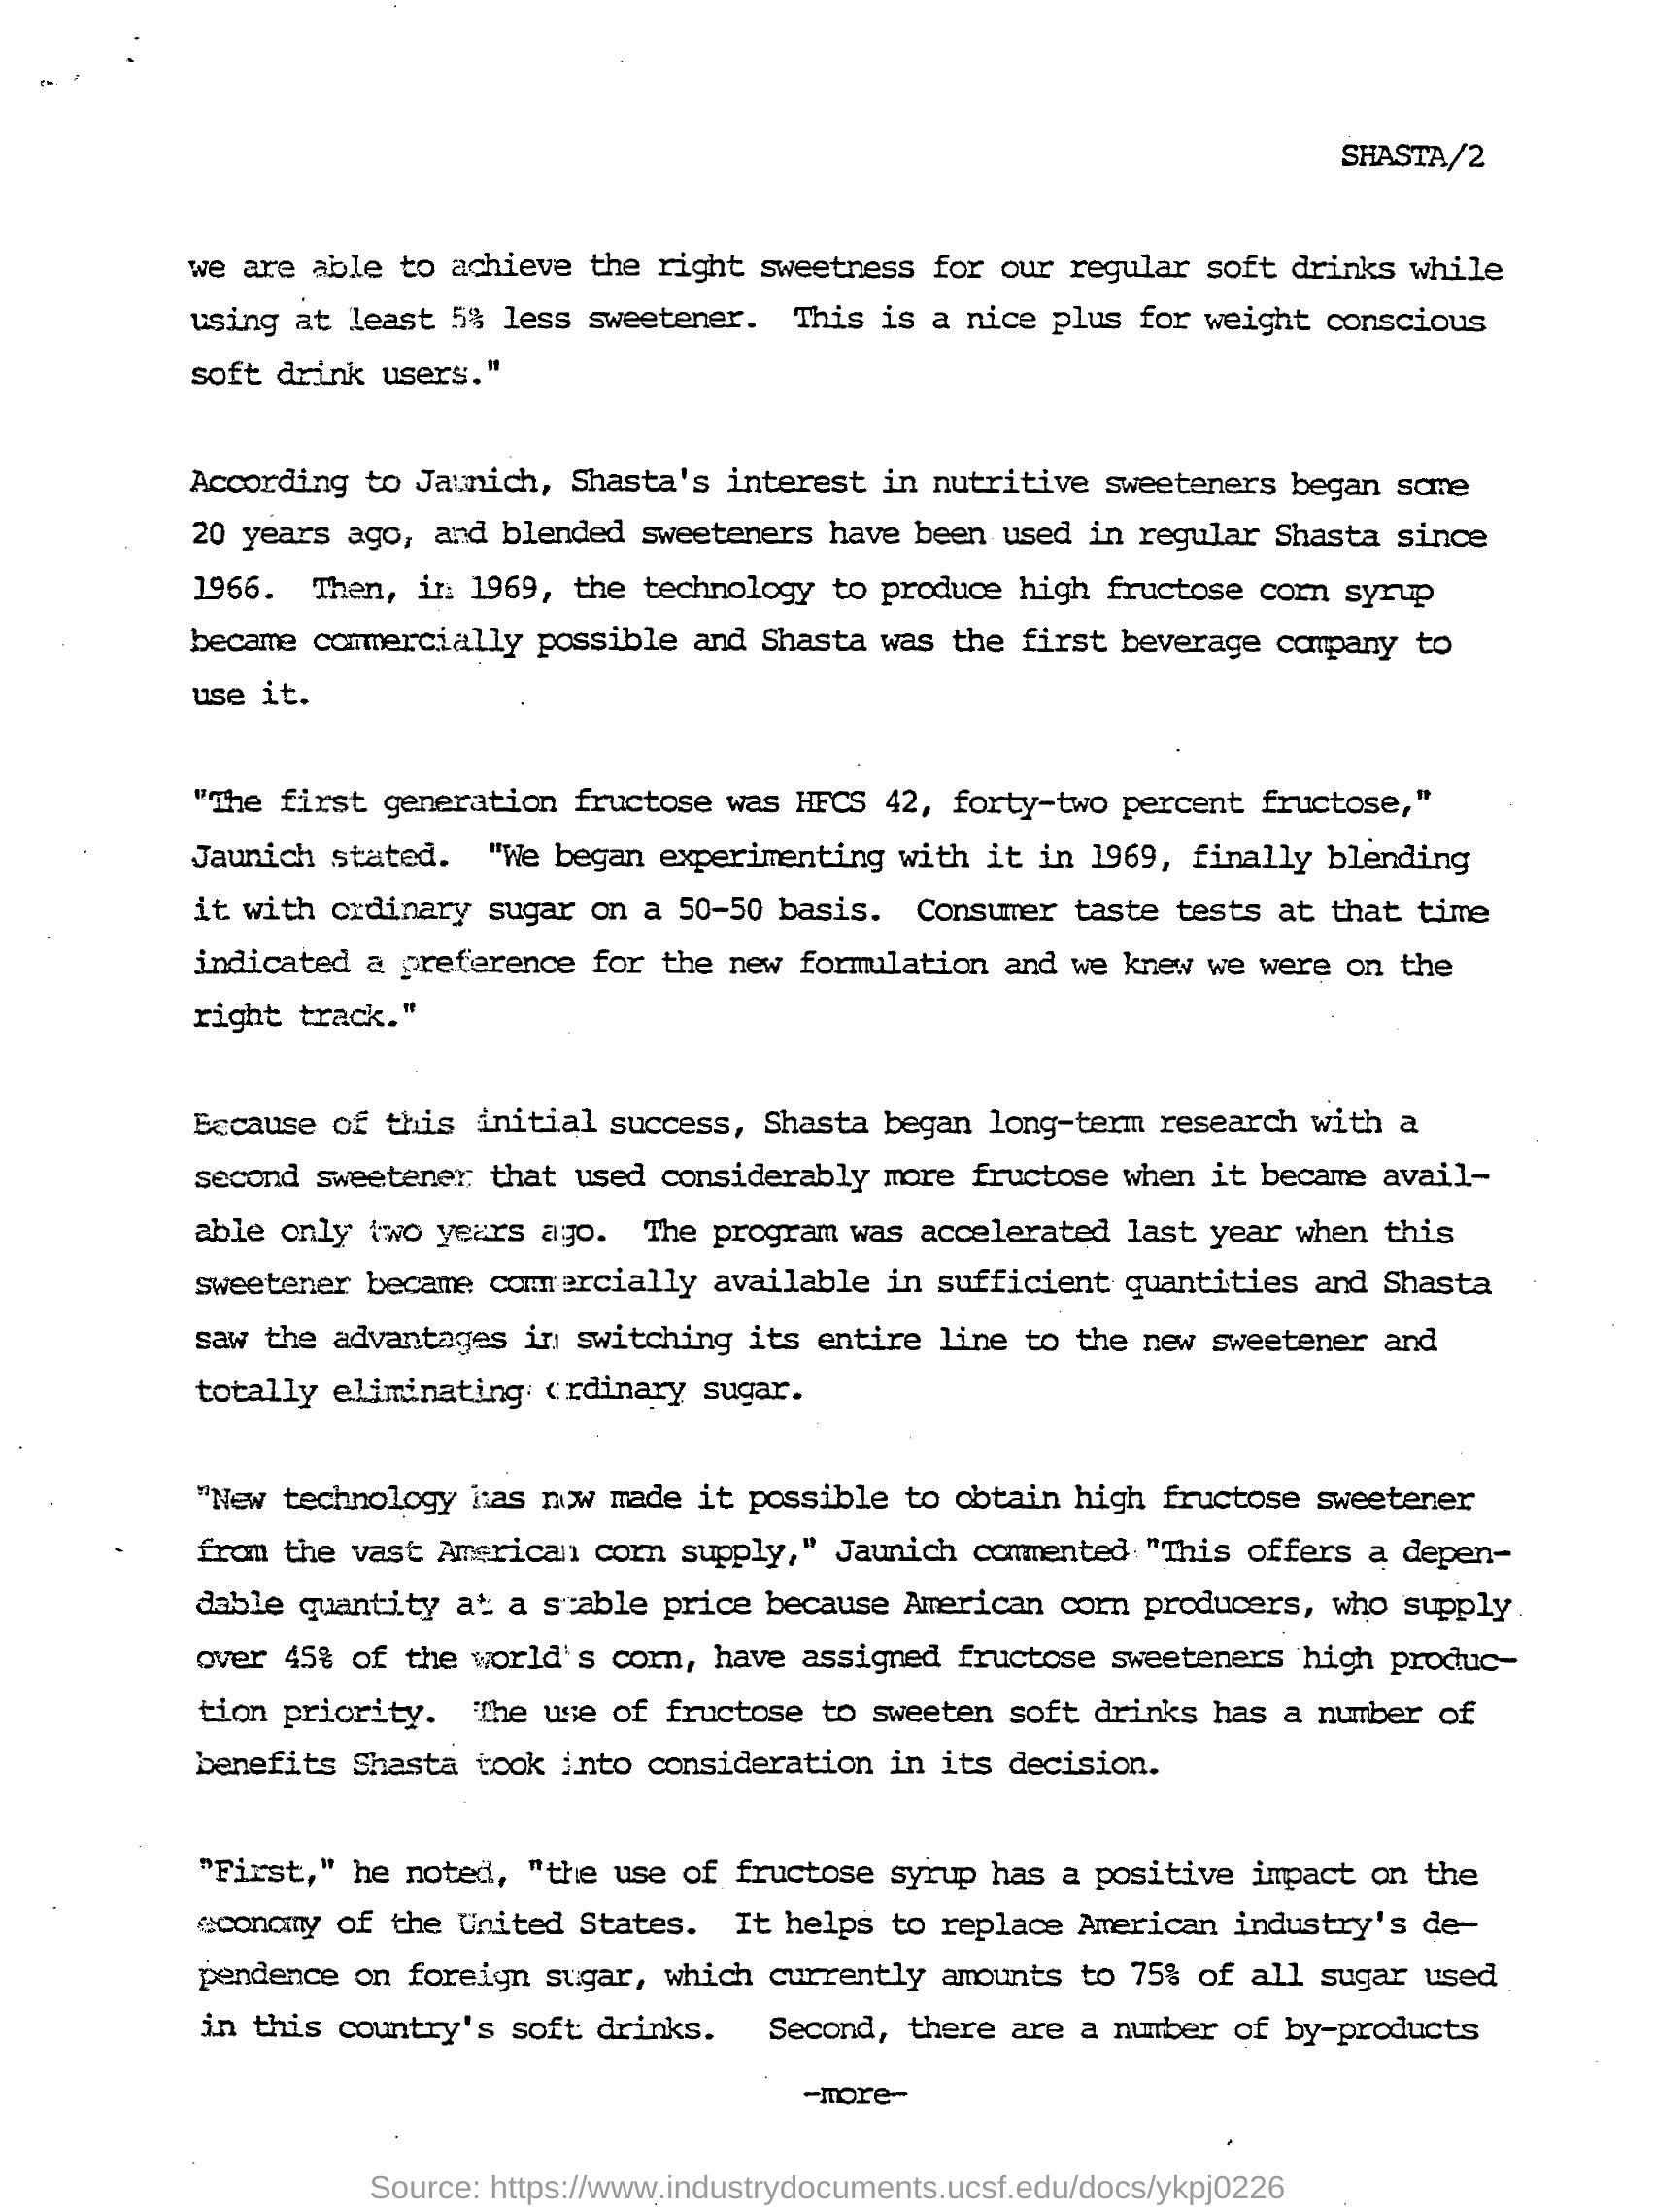 SHASTA/2
we are able to achieve the right sweetness for our regular soft drinks while
using at least 5% less sweetener. This is a nice plus for weight conscious
soft drink users."
According to Jaunich, Shasta's interest in nutritive sweeteners began some
20 years ago, and blended sweeteners have been used in regular Shasta since
1966. Then, in 1969, the technology to produce high fructose corn syrup
became commercially possible and Shasta was the first beverage company to
use it.
"The first generation fructose was HFCS 42, forty-two percent fructose,"
Jaunich stated. "We began experimenting with it in 1969, finally blending
it with ordinary sugar on a 50-50 basis. Consumer taste tests at that time
indicated a preference for the new formulation and we knew we were on the
right track."
Because of this initial success, Shasta began long-term research with a
second sweetener that used considerably more fructose when it became avail-
able only two years ago. The program was accelerated last year when this
sweetener became commercially available in sufficient quantities and Shasta
saw the advantages in switching its entire line to the new sweetener and
totally eliminating ordinary sugar.
"New technology has now made it possible to obtain high fructose sweetener
from the vast American corn supply," Jaunich commented "This offers a depen-
dable quantity at a stable price because American corn producers, who supply
over 45% of the world's corn, have assigned fructose sweeteners high produc-
tion priority. The use of fructose to sweeten soft drinks has a number of
benefits Shasta took into consideration in its decision.
"First," he noted, "the use of fructose syrup has a positive impact on the
economy of the United States. It helps to replace American industry's de-
pendence on foreign sugar, which currently amounts to 75% of all sugar used
in this country's soft drinks. Second, there are a number of by-products
-more-
Source: https://www.industrydocuments.ucsf.edu/docs/ykpj0226